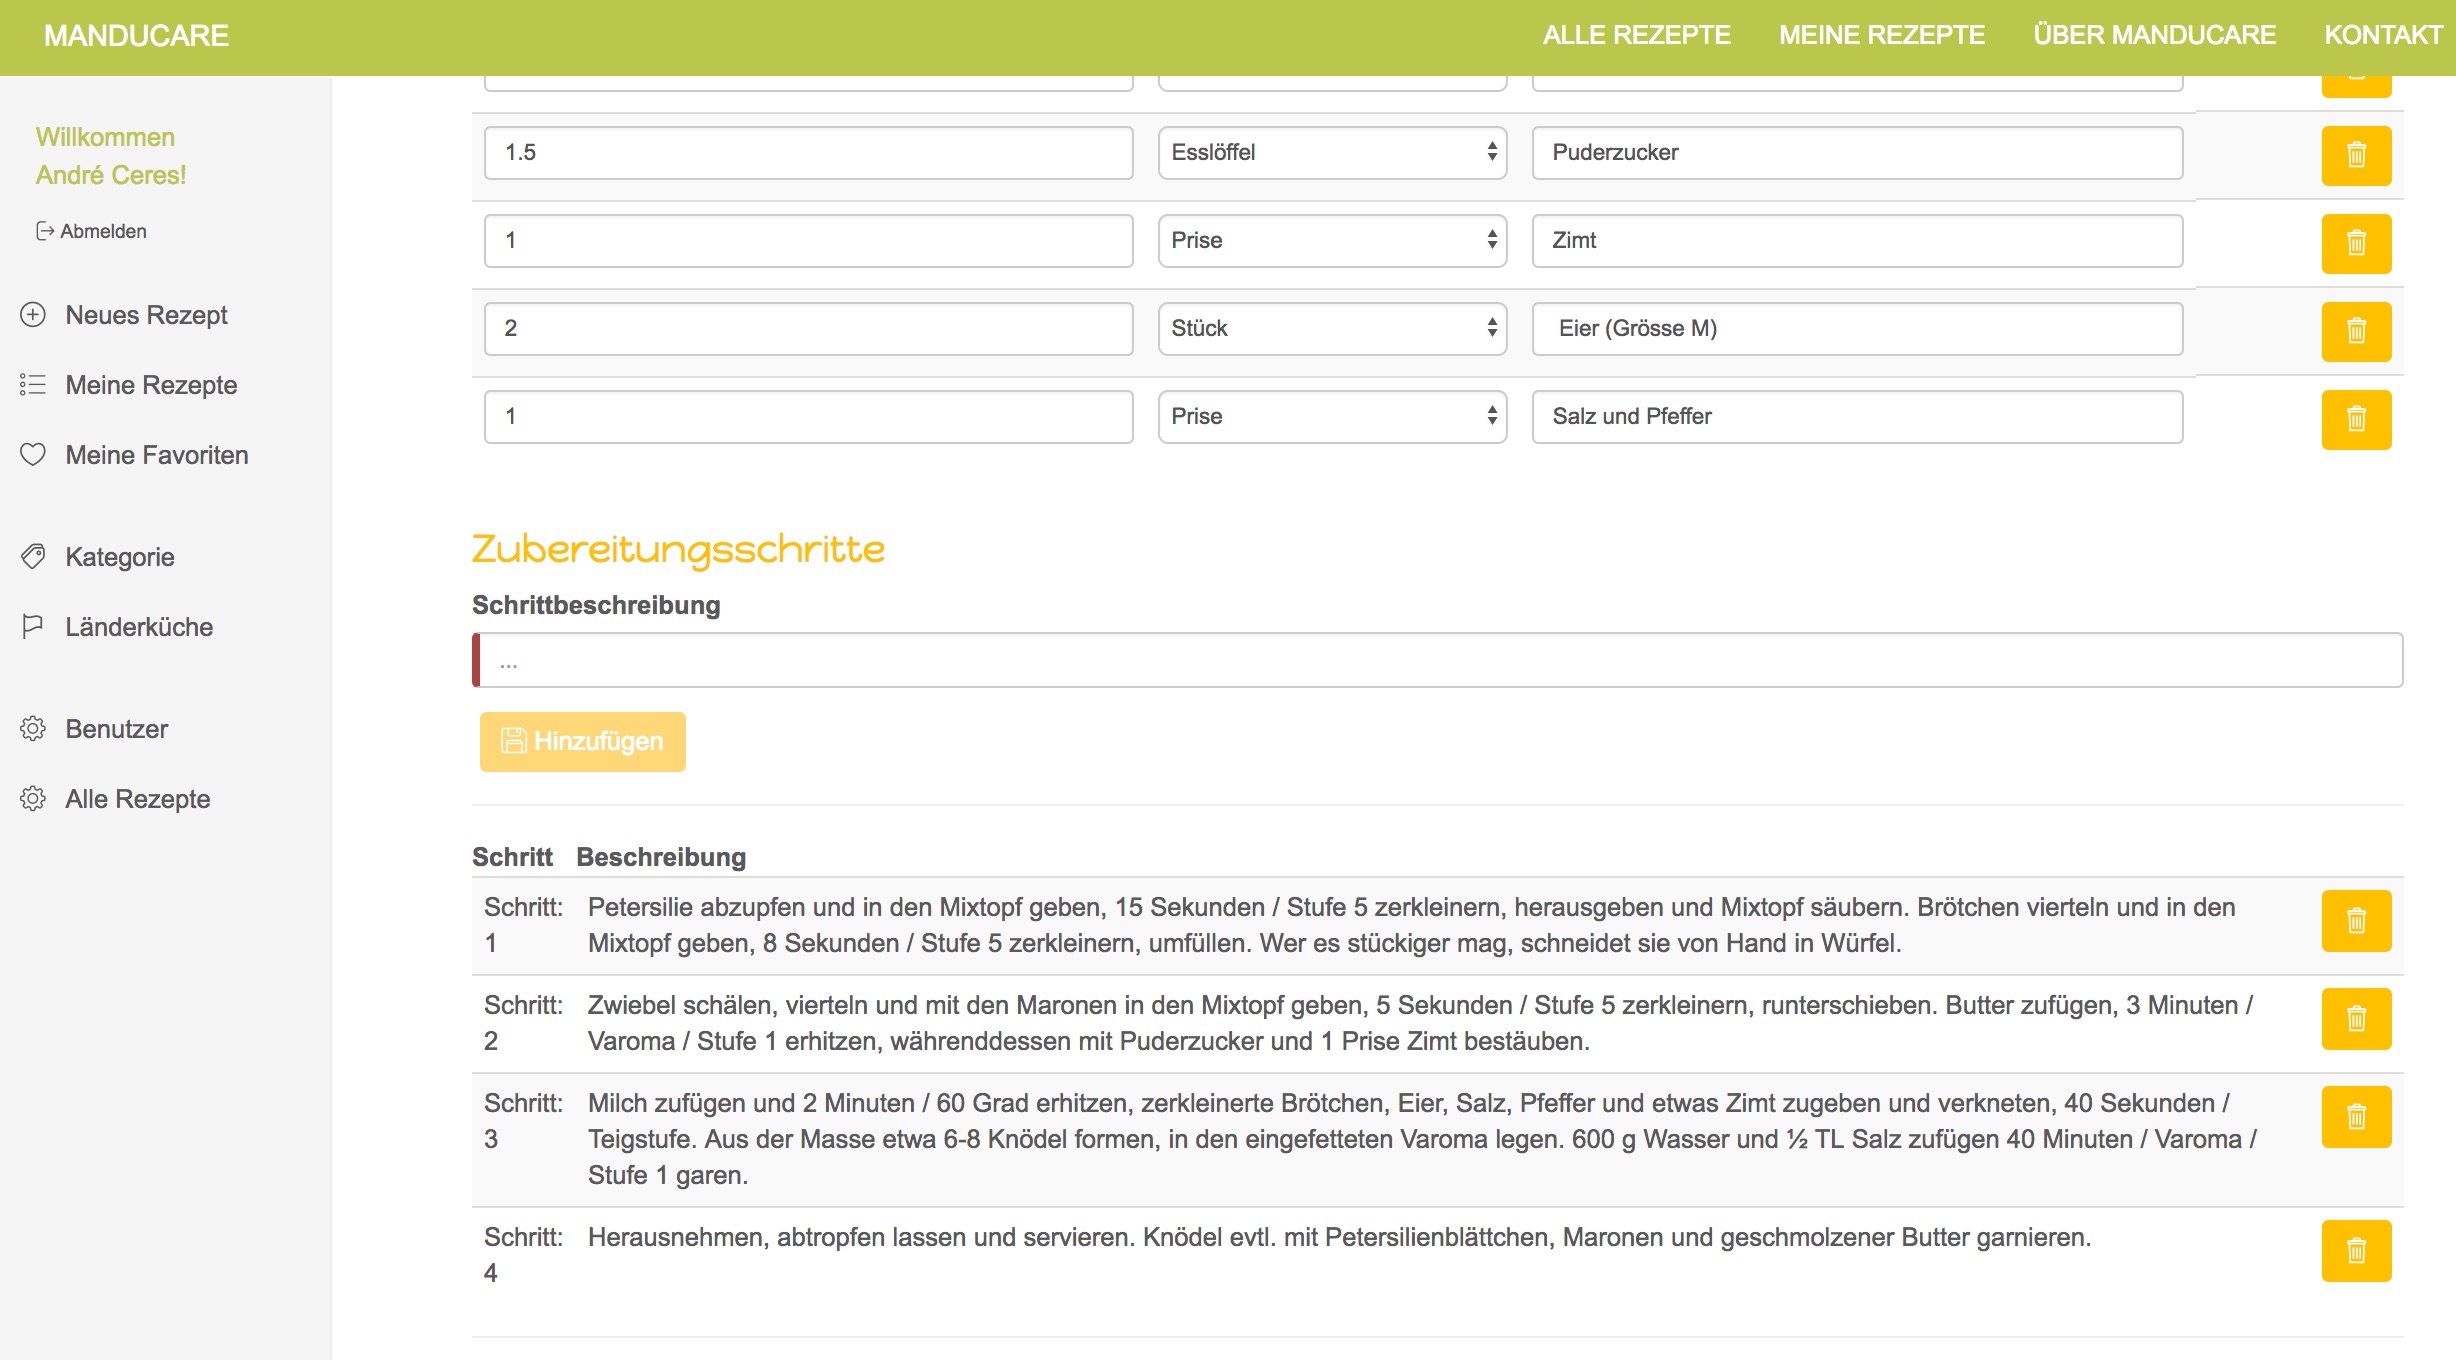 MANDUCARE
ALLE REZEPTE MEINE REZEPTE ÜBER MANDUCARE KONTAKT
Willkommen
André Ceres!
Abmelden
Neues Rezept
Meine Rezepte
Meine Favoriten
Kategorie
Länderküche
Benutzer
Alle Rezepte
1.5 Esslöffel Puderzucker
1 Prise Zimt
2 Stück Eier (Grösse M)
1 Prise Salz und Pfeffer
Zubereitungsschritte
Schrittbeschreibung
...
Hinzufügen
Schritt Beschreibung
Schritt: 1
Petersilie abzupfen und in den Mixtopf geben, 15 Sekunden / Stufe 5 zerkleinern, herausgeben und Mixtopf säubern. Brötchen vierteln und in den
Mixtopf geben, 8 Sekunden / Stufe 5 zerkleinern, umfüllen. Wer es stückiger mag, schneidet sie von Hand in Würfel.
Schritt: 2
Zwiebel schälen, vierteln und mit den Maronen in den Mixtopf geben, 5 Sekunden / Stufe 5 zerkleinern, runterschieben. Butter zufügen, 3 Minuten /
Varoma / Stufe 1 erhitzen, währenddessen mit Puderzucker und 1 Prise Zimt bestäuben.
Schritt: 3
Milch zufügen und 2 Minuten / 60 Grad erhitzen, zerkleinerte Brötchen, Eier, Salz, Pfeffer und etwas Zimt zugeben und verkneten, 40 Sekunden /
Teigstufe. Aus der Masse etwa 6-8 Knödel formen, in den eingefetteten Varoma legen. 600 g Wasser und ½ TL Salz zufügen 40 Minuten / Varoma /
Stufe 1 garen.
Schritt: 4
Herausnehmen, abtropfen lassen und servieren. Knödel evtl. mit Petersilienblättchen, Maronen und geschmolzener Butter garnieren.